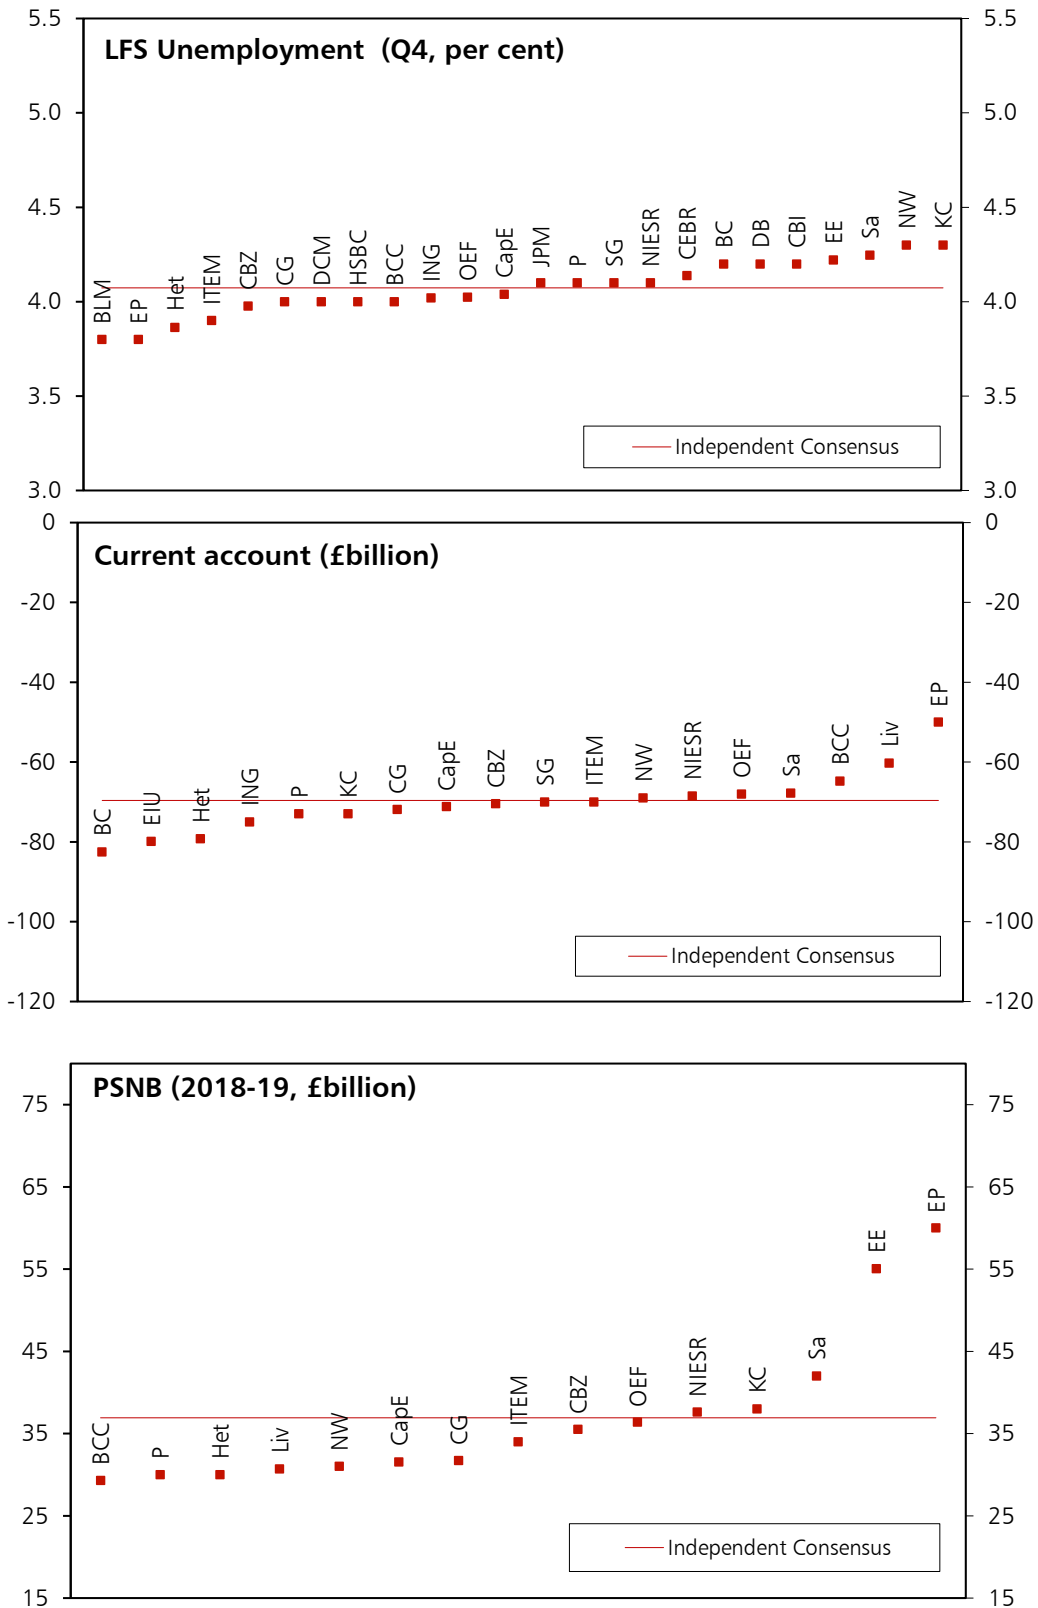 LFS Unemployment (Q4, per cent)
5.5 5.5
5.0 5.0
4.5 4.5
4.0 4.0
3.5 3.5
3.0 3.0
BLM EP Het ITEM CBZ CG DCM HSBC BCC ING OEF CapE JPM P SG NIESR CEBR BC DB CBI EE Sa NW KC
Independent Consensus
Current account (£billion)
0 0
-20 -20
-40 -40
-60 -60
-80 -80
-100 -100
-120 -120
BC EIU Het ING P KC CG CapE CBZ SG ITEM NW NIESR OEF Sa BCC Liv EP
Independent Consensus
PSNB (2018-19, £billion)
75 75
65 65
55 55
45 45
35 35
25 25
15 15
BCC P Het Liv NW CapE CG ITEM CBZ OEF NIESR KC Sa EE EP
Independent Consensus